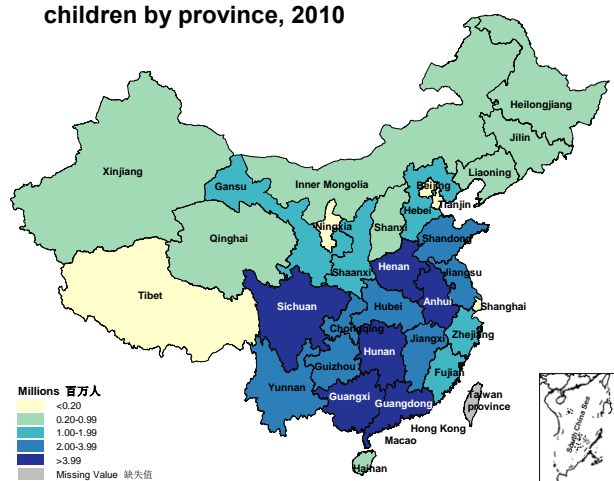 children by province, 2010
Heilongjiang
Jilin
Xinjiang
Liaoning
Gansu
Inner Mongolia
Beijing
Tianjin
Hebei
Ningxia
Shanxi
Qinghai
Shandong
Henan
Shaanxi
Jiangsu
Tibet
Sichuan
Anhui
Shanghai
Hubei
Chongqing
Zhejiang
Jiangxi
Hunan
Guizhou
Fujian
Yunnan
Guangxi
Guangdong
Taiwan
province
Hong Kong
Macao
Hainan
South China Sea
Millions 百万人
<0.20
0.20-0.99
1.00-1.99
2.00-3.99
>3.99
Missing Value 缺失值